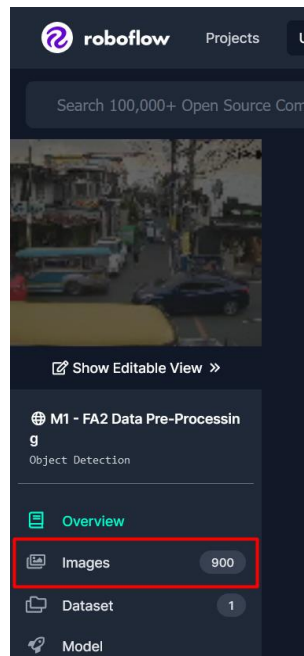 roboflow
Projects
U
Search 100,000+ Open Source Com
Show Editable View »
M1 - FA2 Data Pre-Processin
g
Object Detection
Overview
Images 900
Dataset 1
Model